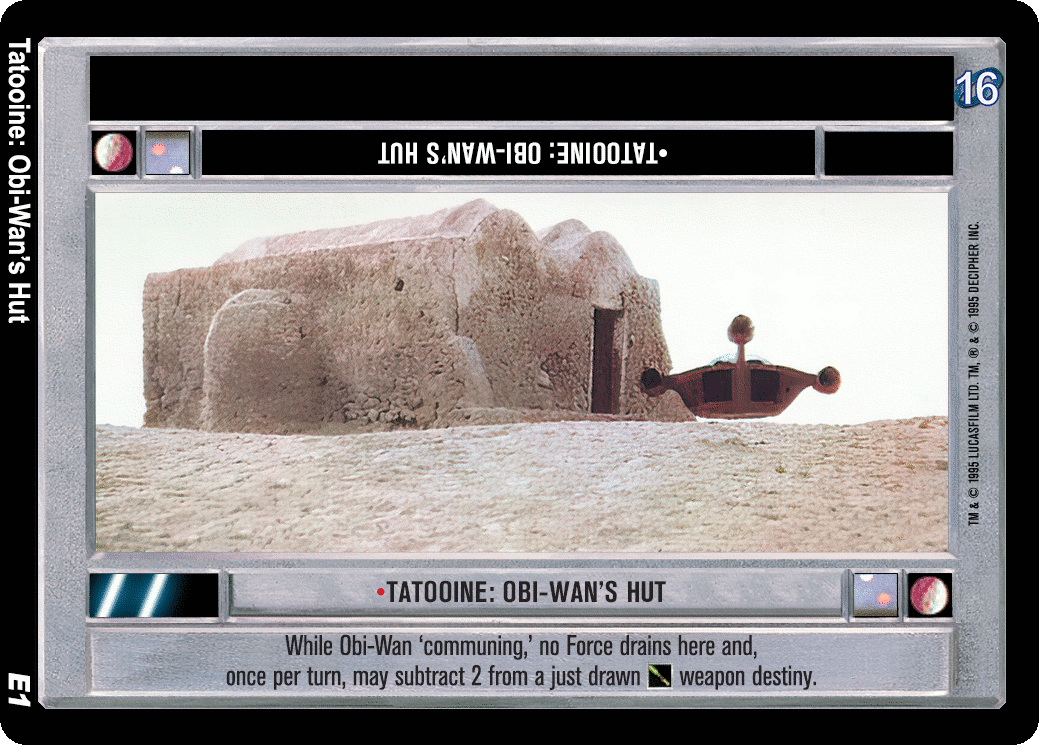 Tatooine: Obi-Wan's Hut
E1
16
•TATOOINE: OBI-WAN'S HUT
TM & © 1995 LUCASFILM LTD. TM, ® & © 1995 DECIPHER INC.
•TATOOINE: OBI-WAN'S HUT
While Obi-Wan ‘communing,’ no Force drains here and,
once per turn, may subtract 2 from a just drawn weapon destiny.